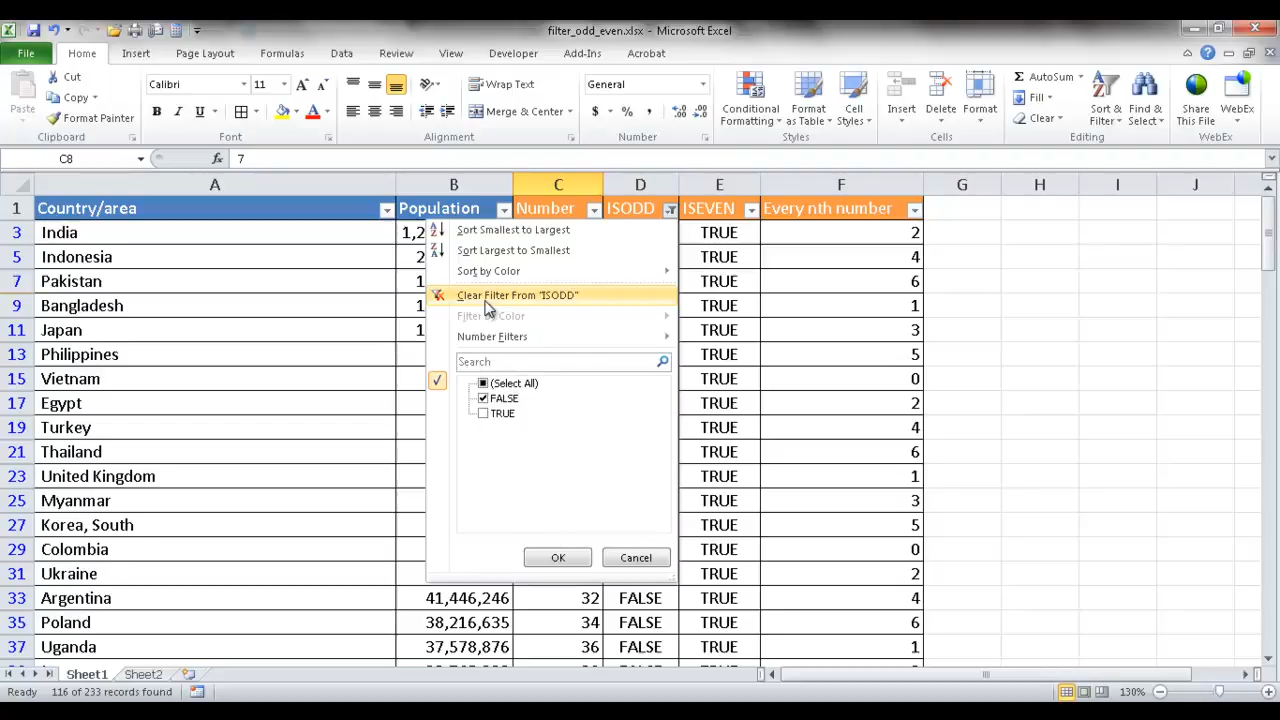 filter_odd_even.xlsx - Microsoft Excel
File Home Insert Page Layout Formulas Data Review View Developer Add-Ins Acrobat
Paste Cut Copy Format Painter Clipboard
Calibri 11 Font
Wrap Text Merge & Center Alignment
General Number
Conditional Formatting Format as Table Cell Styles Styles
Insert Delete Format Cells
AutoSum Fill Clear Sort & Filter Find & Select Editing
Share This File WebEx WebEx
C8 fx 7
A B C D E F G H I J
1 Country/area Population Number ISODD ISEVEN Every nth number
3 India 1,2 TRUE 2
5 Indonesia 2 TRUE 4
7 Pakistan 1 TRUE 6
9 Bangladesh 1 TRUE 1
11 Japan 1 TRUE 3
13 Philippines TRUE 5
15 Vietnam TRUE 0
17 Egypt TRUE 2
19 Turkey TRUE 4
21 Thailand TRUE 6
23 United Kingdom TRUE 1
25 Myanmar TRUE 3
27 Korea, South TRUE 5
29 Colombia TRUE 0
31 Ukraine TRUE 2
33 Argentina 41,446,246 32 FALSE TRUE 4
35 Poland 38,216,635 34 FALSE TRUE 6
37 Uganda 37,578,876 36 FALSE TRUE 1
Sort Smallest to Largest
Sort Largest to Smallest
Sort by Color
Clear Filter From "ISODD"
Filter by Color
Number Filters
Search
(Select All)
FALSE
TRUE
OK Cancel
Sheet1 Sheet2
Ready 116 of 233 records found 130%